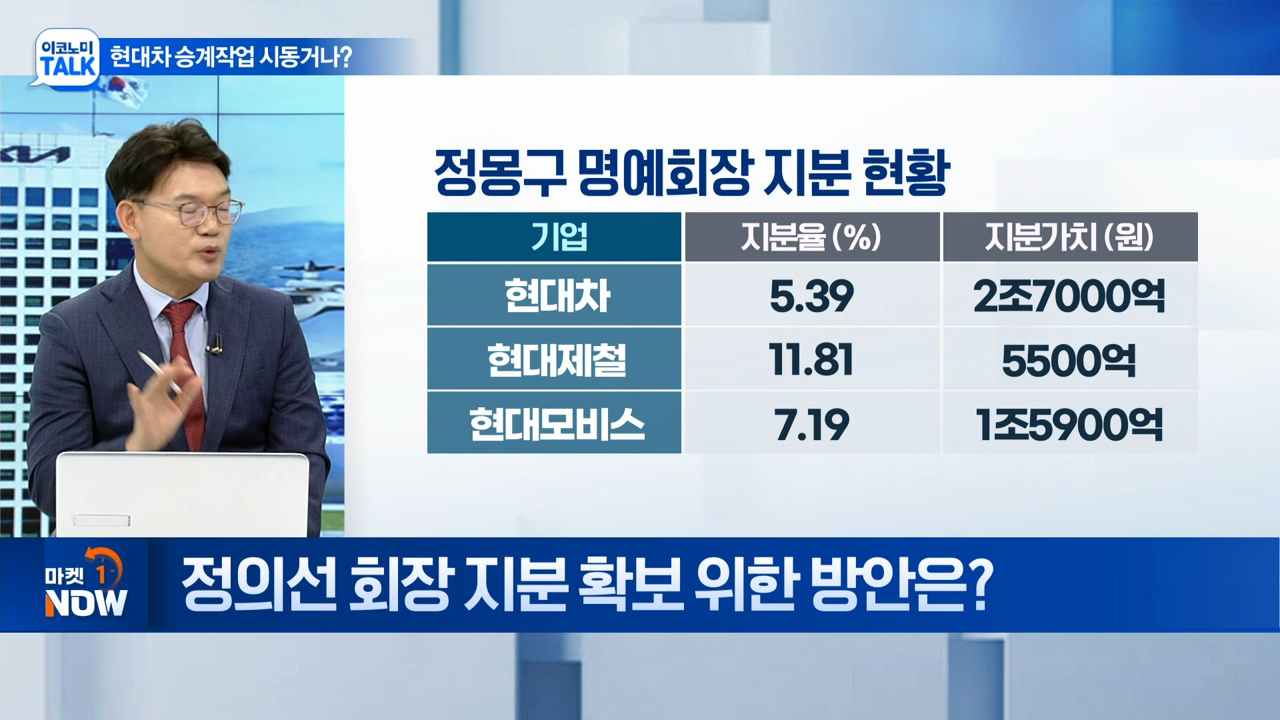 이코노미
TALK
현대차 승계작업 시동거나?
정몽구 명예회장 지분 현황
기업 지분율 (%) 지분가치 (원)
현대차 5.39 2조7000억
현대제철 11.81 5500억
현대모비스 7.19 1조5900억
마켓 1
NOW
정의선 회장 지분 확보 위한 방안은?